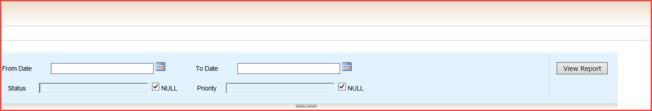 From Date To Date View Report
Status NULL Priority NULL